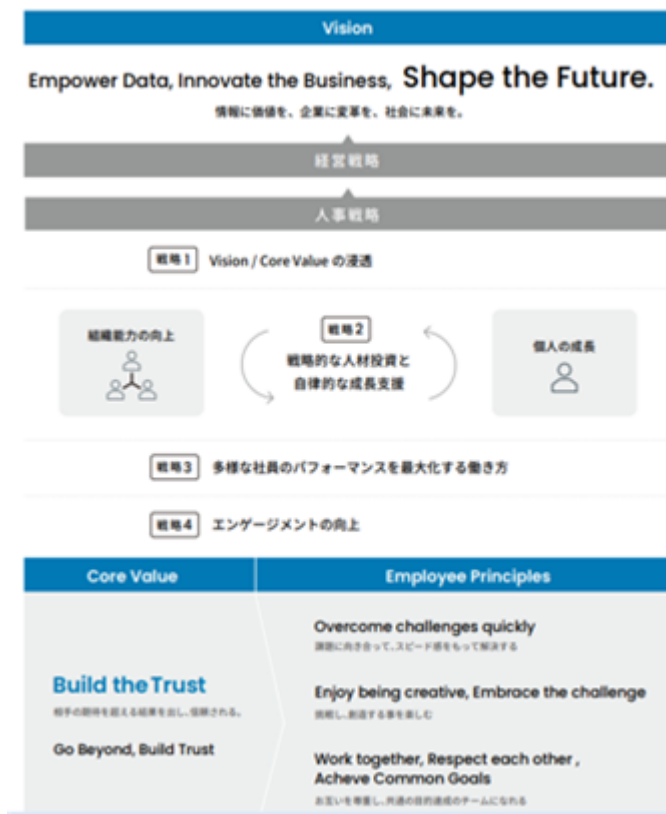 Vision
Empower Data, Innovate the Business, Shape the Future.
情報に価値を、企業に変革を、社会に未来を。
経営戦略
人事戦略
戦略1 Vision / Core Value の浸透
組織能力の向上
戦略2
戦略的な人材投資と
自律的な成長支援
個人の成長
戦略3 多様な社員のパフォーマンスを最大化する働き方
戦略4 エンゲージメントの向上
Core Value
Build the Trust
相手の期待を超える結果を出し、信頼される。
Go Beyond, Build Trust
Employee Principles
Overcome challenges quickly
課題に向き合って、スピード感をもって解決する
Enjoy being creative, Embrace the challenge
挑戦し、創造する事を楽しむ
Work together, Respect each other ,
Acheve Common Goals
お互いを尊重し、共通の目的達成のチームになれる